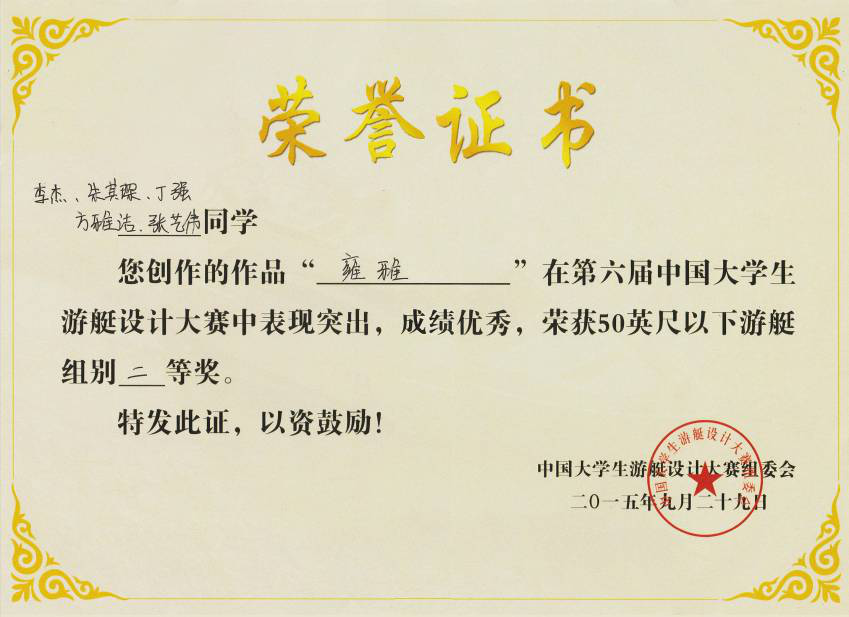 荣誉证书
李杰、朱其琛、丁强
方雅洁、张艺伟同学
您创作的作品“雍雅”在第六届中国大学生
游艇设计大赛中表现突出，成绩优秀，荣获50英尺以下游艇
组别二等奖。
特发此证，以资鼓励！
中国大学生游艇设计大赛组委会
二〇一五年九月二十九日
中国大学生游艇设计大赛组委会